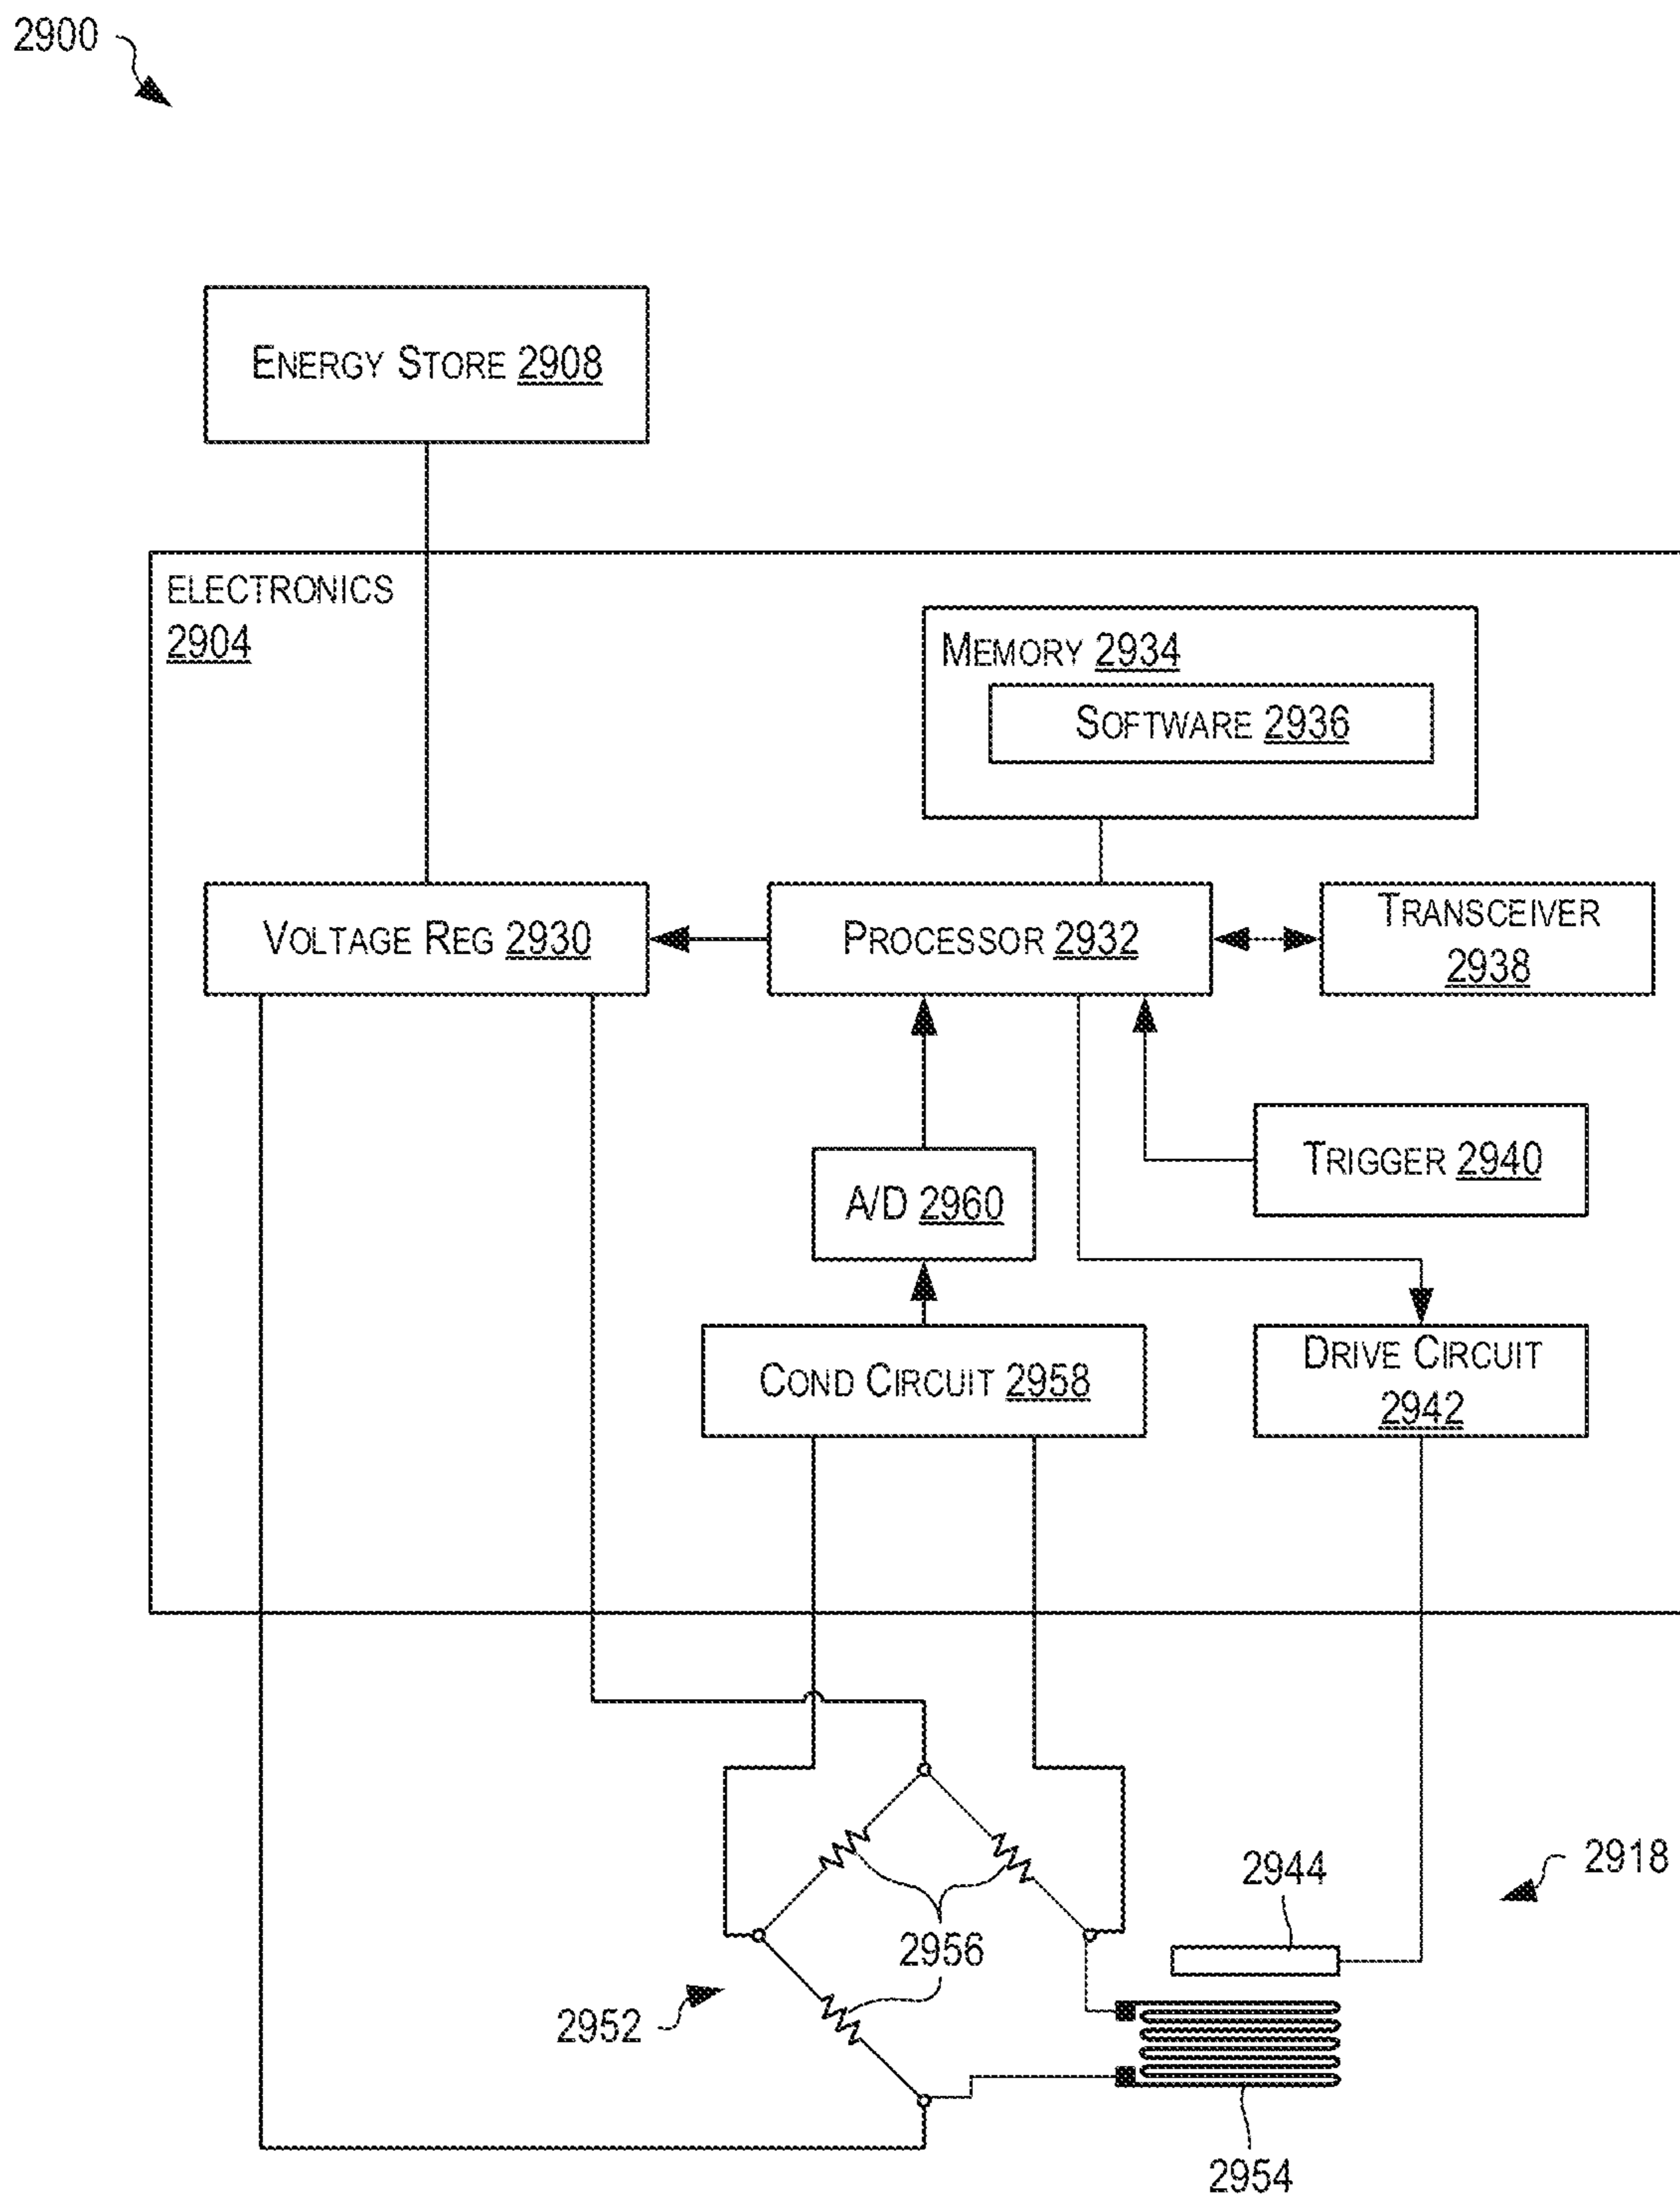 2900
ENERGY STORE 2908
ELECTRONICS
2904
MEMORY 2934
SOFTWARE 2936
VOLTAGE REG 2930
PROCESSOR 2932
TRANSCEIVER
2938
TRIGGER 2940
A/D 2960
COND CIRCUIT 2958
DRIVE CIRCUIT
2942
2918
2944
2956
2952
2954